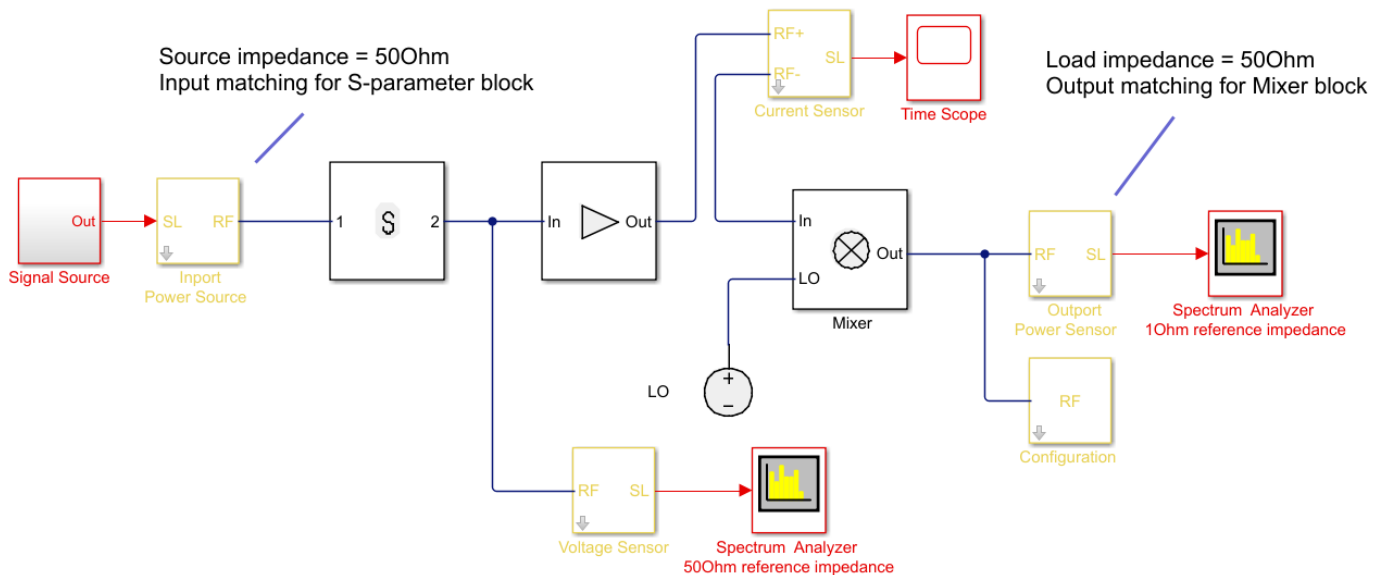 Source impedance = 50Ohm
Input matching for S-parameter block
Load impedance = 50Ohm
Output matching for Mixer block
RF+
RF-
SL
Current Sensor
Time Scope
Out
Signal Source
SL
RF
Inport
Power Source
1
S
2
In
Out
In
LO
Out
Mixer
RF
SL
Outport
Power Sensor
Spectrum Analyzer
1Ohm reference impedance
LO
+
−
RF
Configuration
RF
SL
Voltage Sensor
Spectrum Analyzer
50Ohm reference impedance